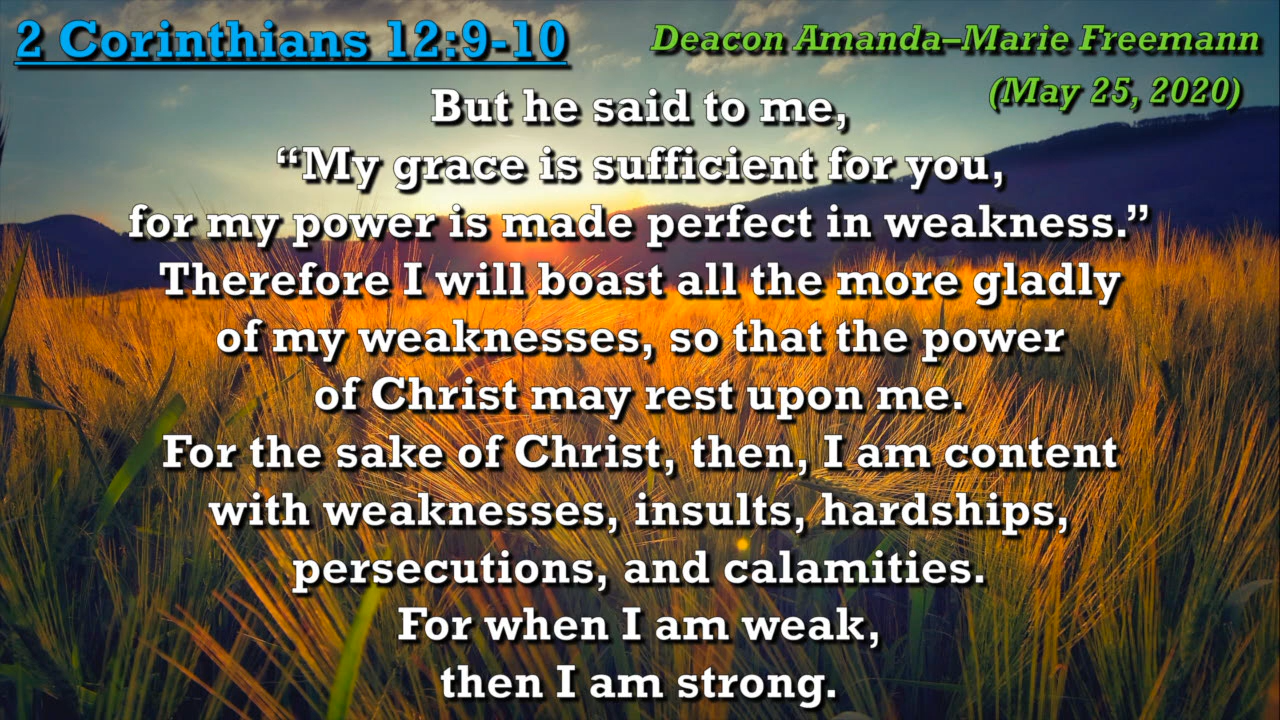 2 Corinthians 12:9-10
Deacon Amanda–Marie Freemann
(May 25, 2020)
But he said to me,
“My grace is sufficient for you,
for my power is made perfect in weakness.”
Therefore I will boast all the more gladly
of my weaknesses, so that the power
of Christ may rest upon me.
For the sake of Christ, then, I am content
with weaknesses, insults, hardships,
persecutions, and calamities.
For when I am weak,
then I am strong.